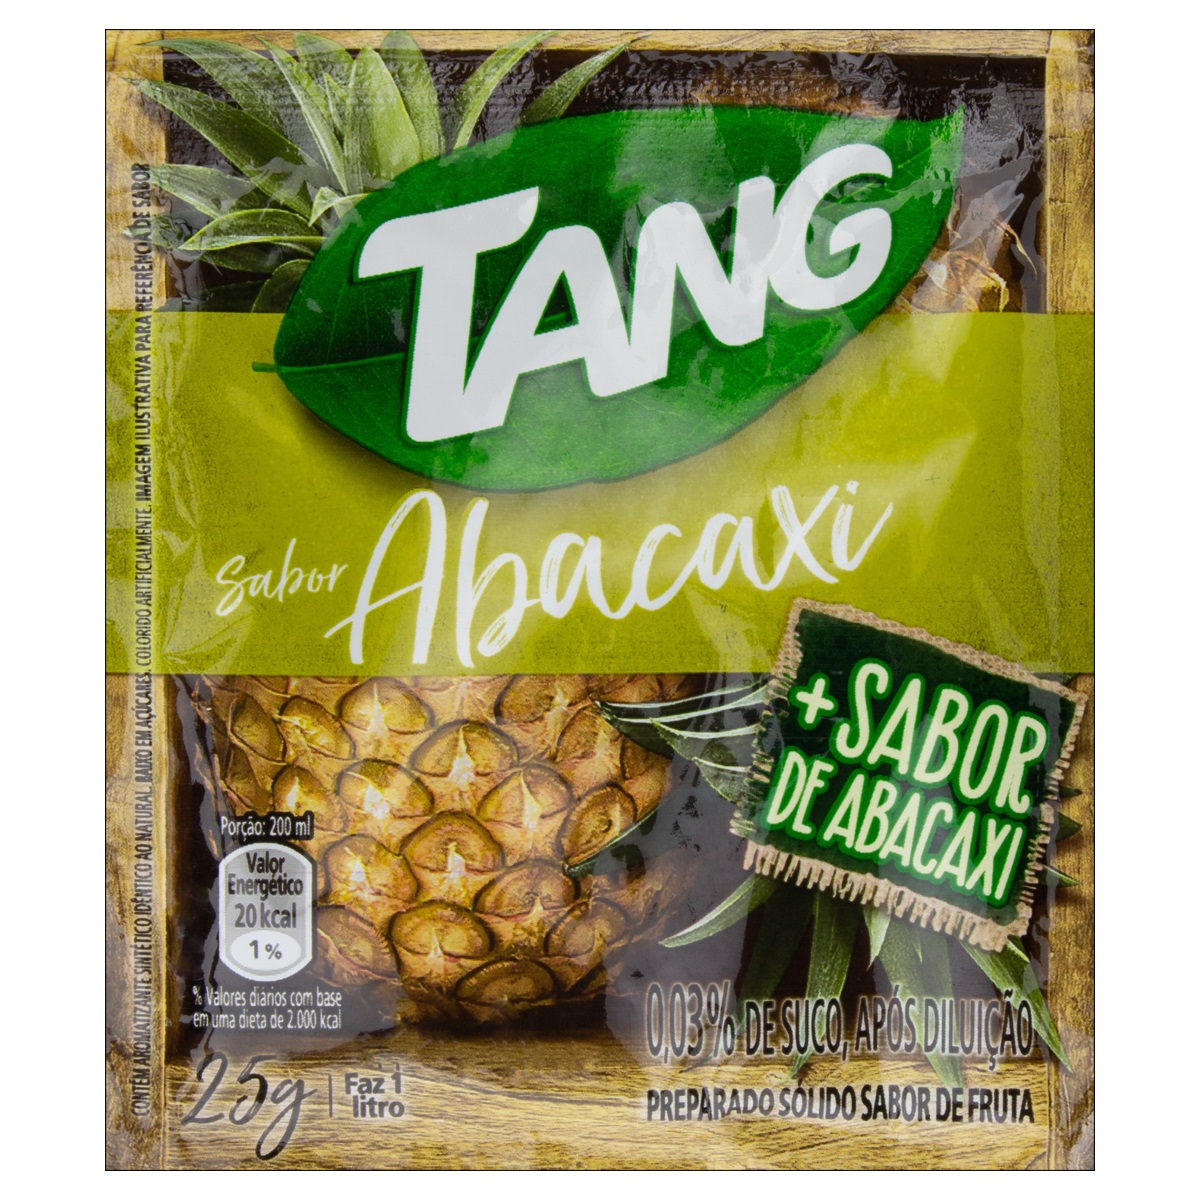 TANG
Sabor Abacaxi
+ SABOR
DE ABACAXI
Porção: 200 ml
Valor
Energético
20 kcal
1%
% Valores diários com base
em uma dieta de 2.000 kcal
25g
Faz 1
litro
0,03% DE SUCO, APÓS DILUIÇÃO
PREPARADO SÓLIDO SABOR DE FRUTA
CONTÉM AROMATIZANTE SINTÉTICO IDÊNTICO AO NATURAL. BAIXO EM AÇÚCARES. COLORIDO ARTIFICIALMENTE. IMAGEM ILUSTRATIVA PARA REFERÊNCIA DE SABOR